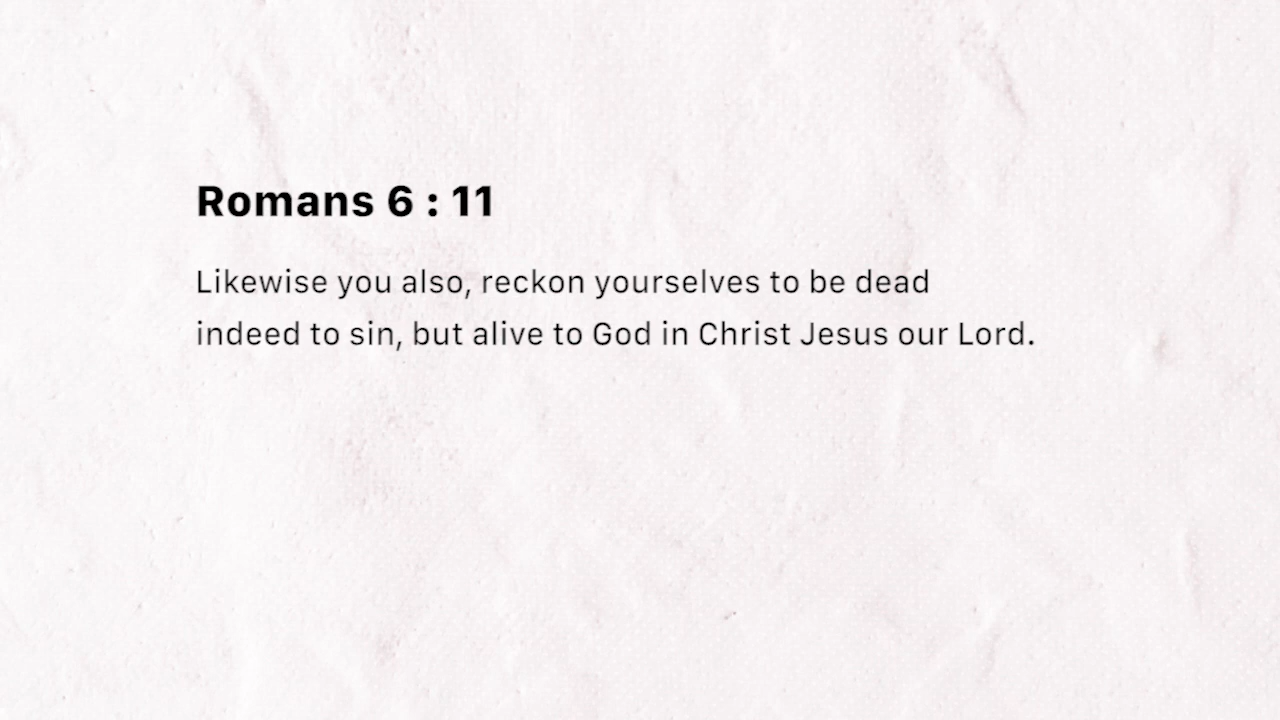 Romans 6 : 11
Likewise you also, reckon yourselves to be dead
indeed to sin, but alive to God in Christ Jesus our Lord.